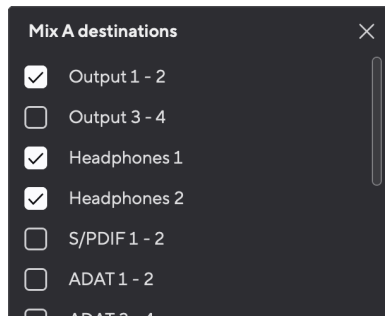 Mix A destinations
Output 1 - 2
Output 3 - 4
Headphones 1
Headphones 2
S/PDIF 1 - 2
ADAT 1 - 2